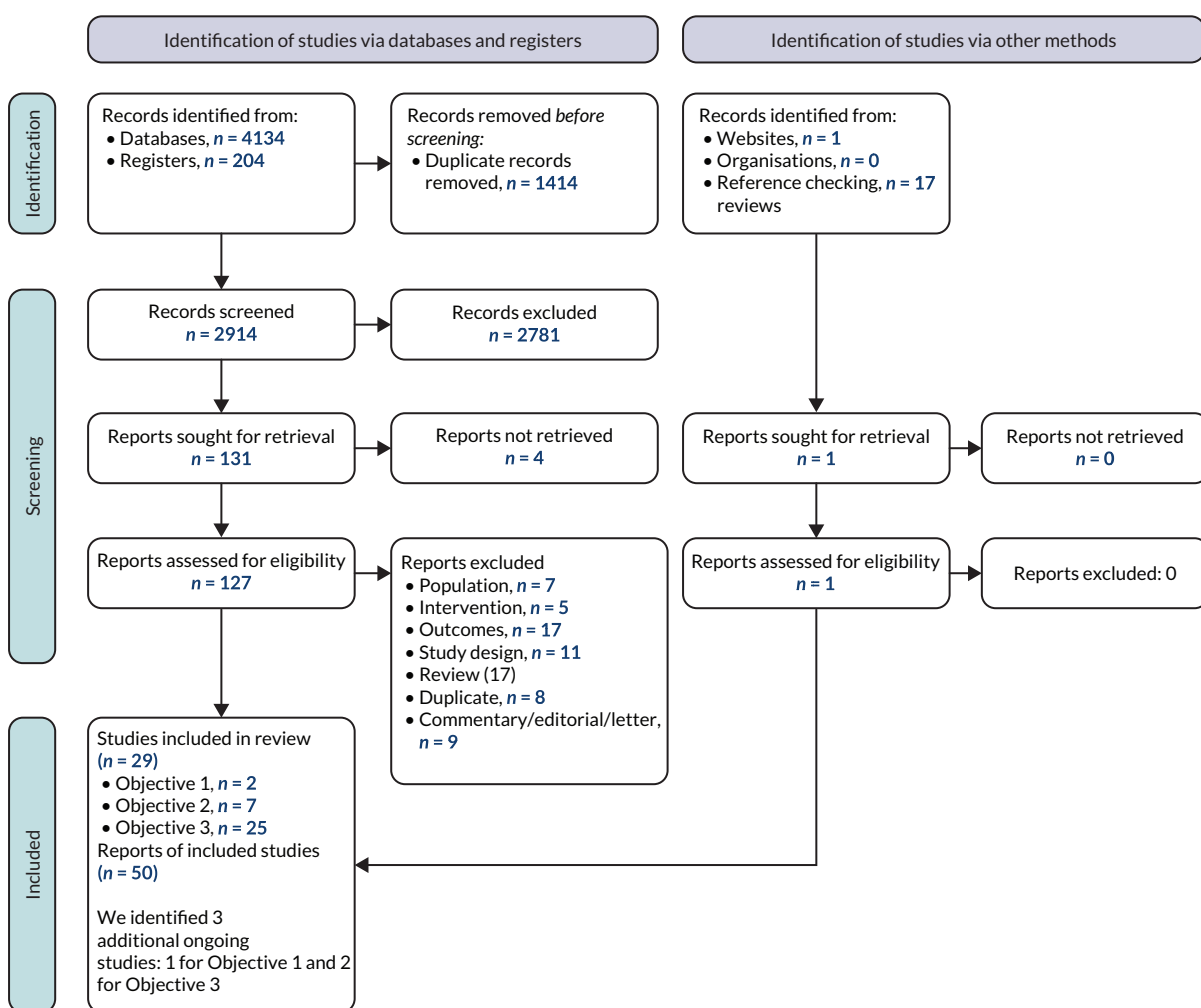 Identification of studies via databases and registers
Identification of studies via other methods
Identification
Records identified from:
• Databases, n = 4134
• Registers, n = 204
Records removed before
screening:
• Duplicate records
removed, n = 1414
Records identified from:
• Websites, n = 1
• Organisations, n = 0
• Reference checking, n = 17
reviews
Screening
Records screened
n = 2914
Records excluded
n = 2781
Reports sought for retrieval
n = 131
Reports not retrieved
n = 4
Reports sought for retrieval
n = 1
Reports not retrieved
n = 0
Reports assessed for eligibility
n = 127
Reports excluded
• Population, n = 7
• Intervention, n = 5
• Outcomes, n = 17
• Study design, n = 11
• Review (17)
• Duplicate, n = 8
• Commentary/editorial/letter,
n = 9
Reports assessed for eligibility
n = 1
Reports excluded: 0
Included
Studies included in review
(n = 29)
• Objective 1, n = 2
• Objective 2, n = 7
• Objective 3, n = 25
Reports of included studies
(n = 50)
We identified 3
additional ongoing
studies: 1 for Objective 1 and 2
for Objective 3